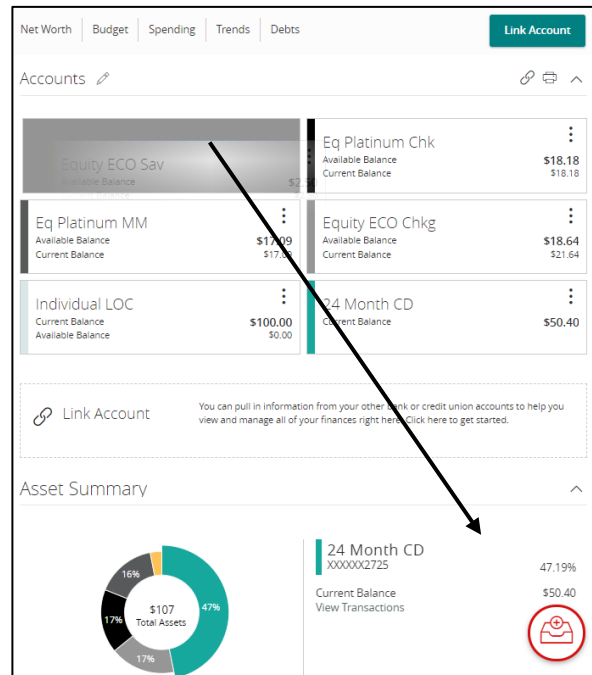 Net Worth Budget Spending Trends Debts Link Account
Accounts
Equity ECO Sav
Available Balance
Current Balance
Eq Platinum Chk
Available Balance $18.18
Current Balance $18.18
Eq Platinum MM
Available Balance $17.09
Current Balance
Equity ECO Chkg
Available Balance $18.64
Current Balance $21.64
Individual LOC
Current Balance $100.00
Available Balance $0.00
24 Month CD
Current Balance $50.40
Link Account
You can pull in information from your other bank or credit union accounts to help you
view and manage all of your finances right here. Click here to get started.
Asset Summary
16%
17%
17%
47%
$107
Total Assets
24 Month CD
XXXXXX2725 47.19%
Current Balance $50.40
View Transactions